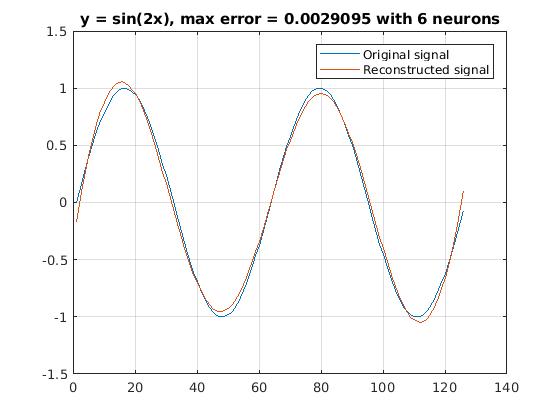 y = sin(2x), max error = 0.0029095 with 6 neurons
Original signal
Reconstructed signal
1.5
1
0.5
0
-0.5
-1
-1.5
0 20 40 60 80 100 120 140